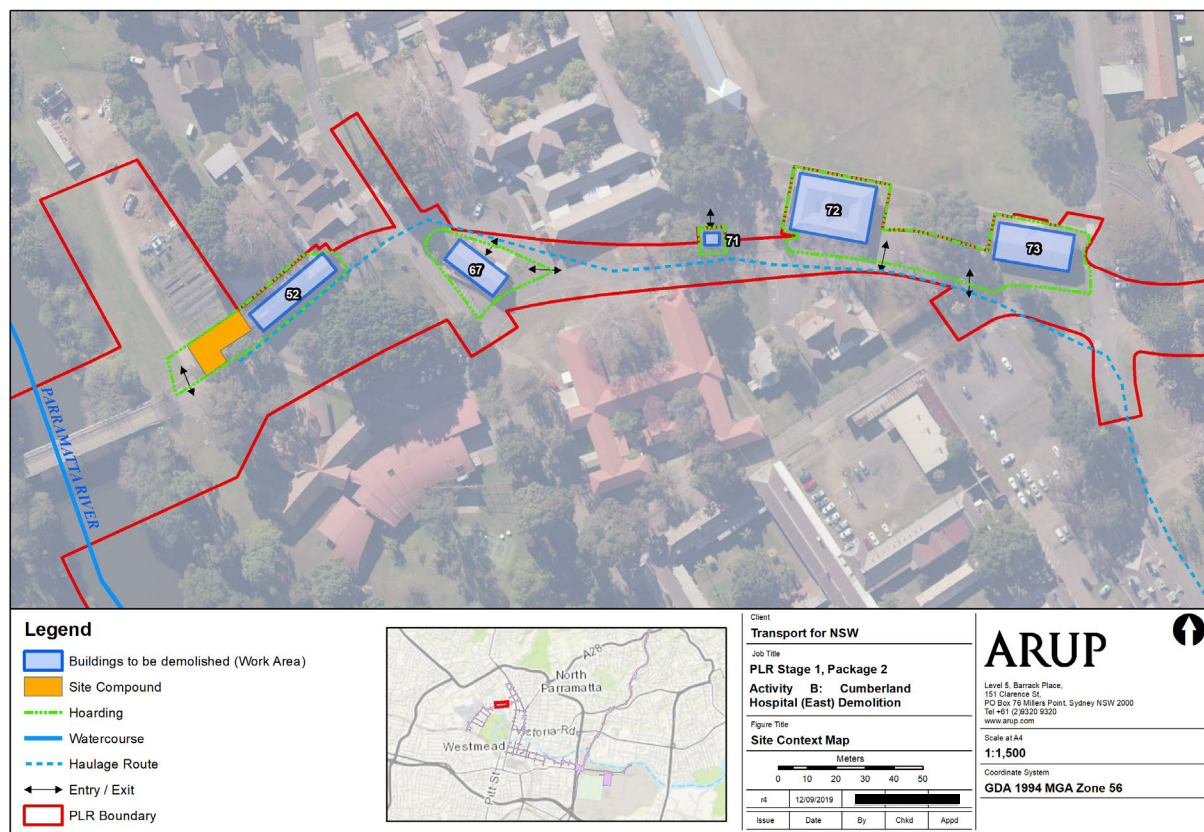 52
67
71
72
73
PARRAMATTA RIVER
Legend
Buildings to be demolished (Work Area)
Site Compound
Hoarding
Watercourse
Haulage Route
Entry / Exit
PLR Boundary
A28
North
Parramatta
Victoria Rd
Westmead
Pitt St
Client
Transport for NSW
Job Title
PLR Stage 1, Package 2
Activity B: Cumberland
Hospital (East) Demolition
Figure Title
Site Context Map
Meters
0 10 20 30 40 50
r4 12/09/2019
Issue Date By Chkd Appd
ARUP
Level 5, Barrack Place,
151 Clarence St,
PO Box 76 Millers Point, Sydney NSW 2000
Tel +61 (2)9320 9320
www.arup.com
Scale at A4
1:1,500
Coordinate System
GDA 1994 MGA Zone 56